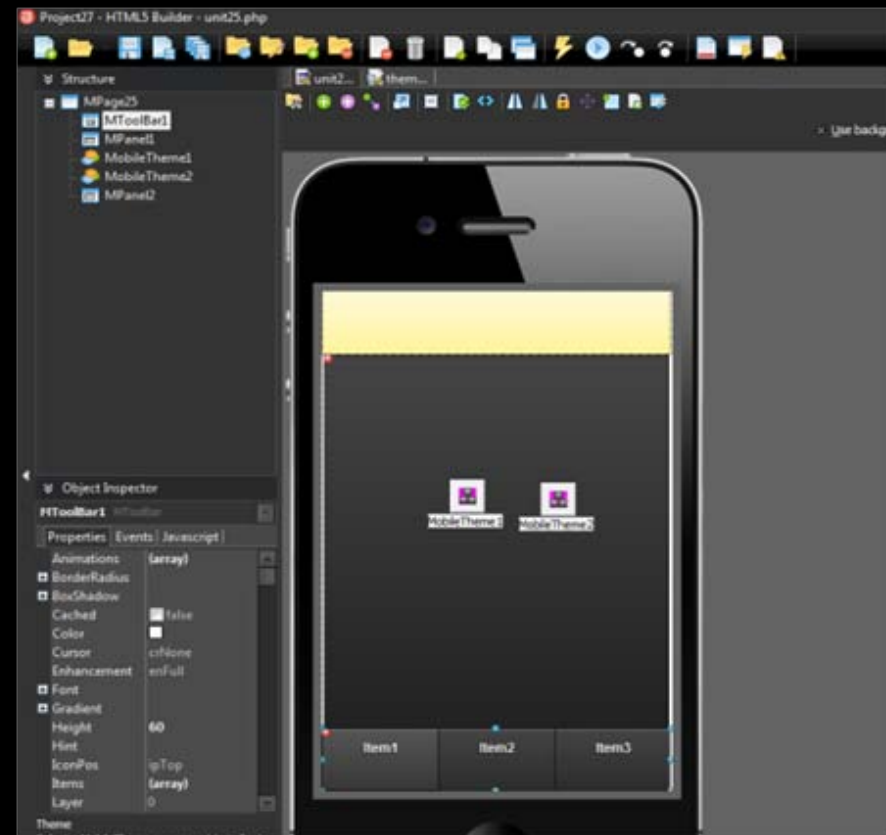 Project27 - HTML5 Builder - unit25.php
Structure
unit2... them...
MPage25
MToolBar1
MPanel1
MobileTheme1
MobileTheme2
MPanel2
Use backg
MobileTheme1 MobileTheme2
Item1 Item2 Item3
Object Inspector
MToolBar1 MToolBar
Properties Events Javascript
Animations (array)
BorderRadius
BoxShadow
Cached false
Color
Cursor crNone
Enhancement enFull
Font
Gradient
Height 60
Hint
IconPos ipTop
Items (array)
Layer 0
Theme